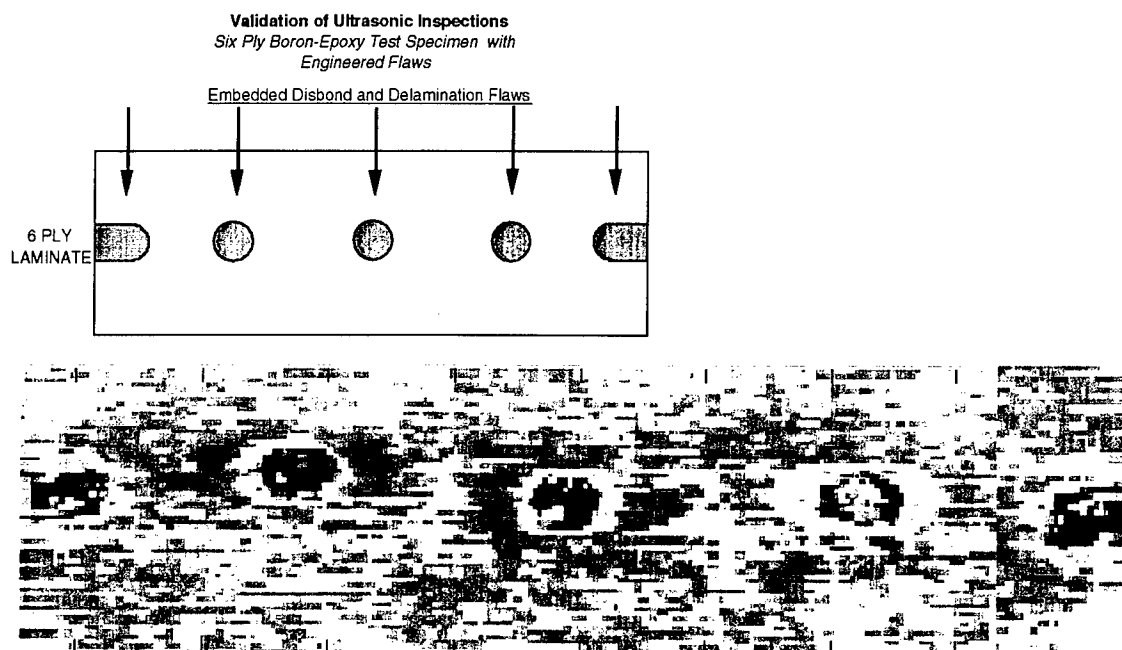 Validation of Ultrasonic Inspections
Six Ply Boron-Epoxy Test Specimen with
Engineered Flaws
Embedded Disbond and Delamination Flaws
6 PLY
LAMINATE